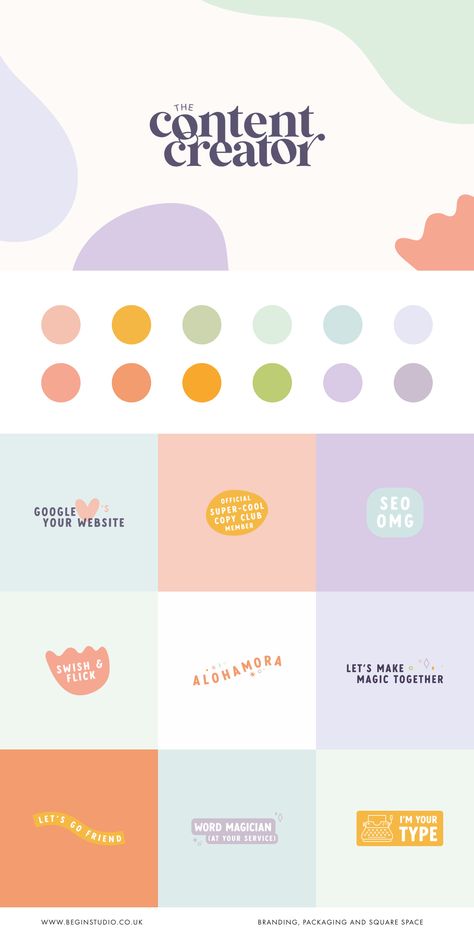 THE
content
creator
GOOGLE 'S
YOUR WEBSITE
OFFICIAL
SUPER-COOL
COPY CLUB
MEMBER
SEO
OMG
SWISH &
FLICK
ALOHAMORA
LET'S MAKE
MAGIC TOGETHER
LET'S GO FRIEND
WORD MAGICIAN
(AT YOUR SERVICE)
I'M YOUR
TYPE
WWW.BEGINSTUDIO.CO.UK
BRANDING, PACKAGING AND SQUARE SPACE